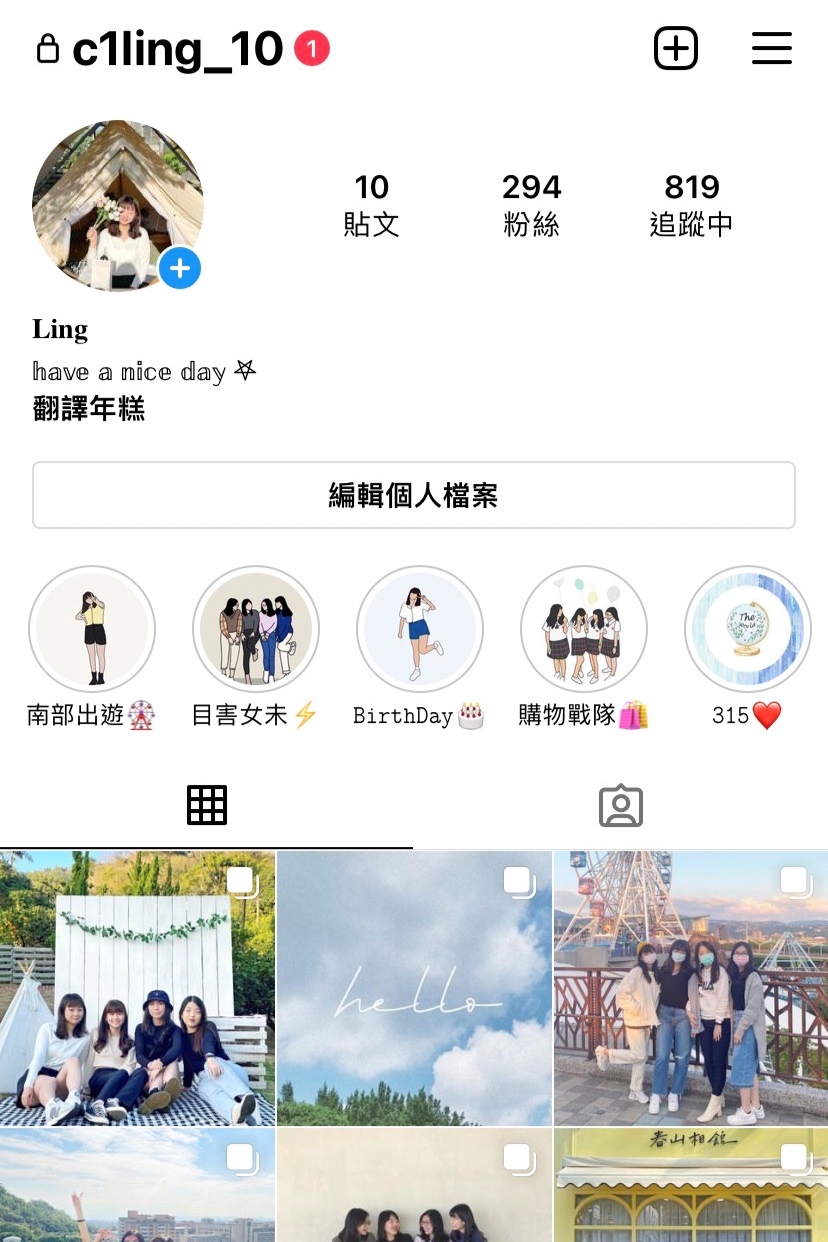 c1ling_10 1
10 294 819
貼文 粉絲 追蹤中
Ling
𝕙𝕒𝕧𝕖 𝕒 𝕟𝕚𝕔𝕖 𝕕𝕒𝕪 ⛧
翻譯年糕
編輯個人檔案
The World
南部出遊🎡 目害女未⚡ BirthDay🎂 購物戰隊🛍️ 315❤️
hello
春山相館